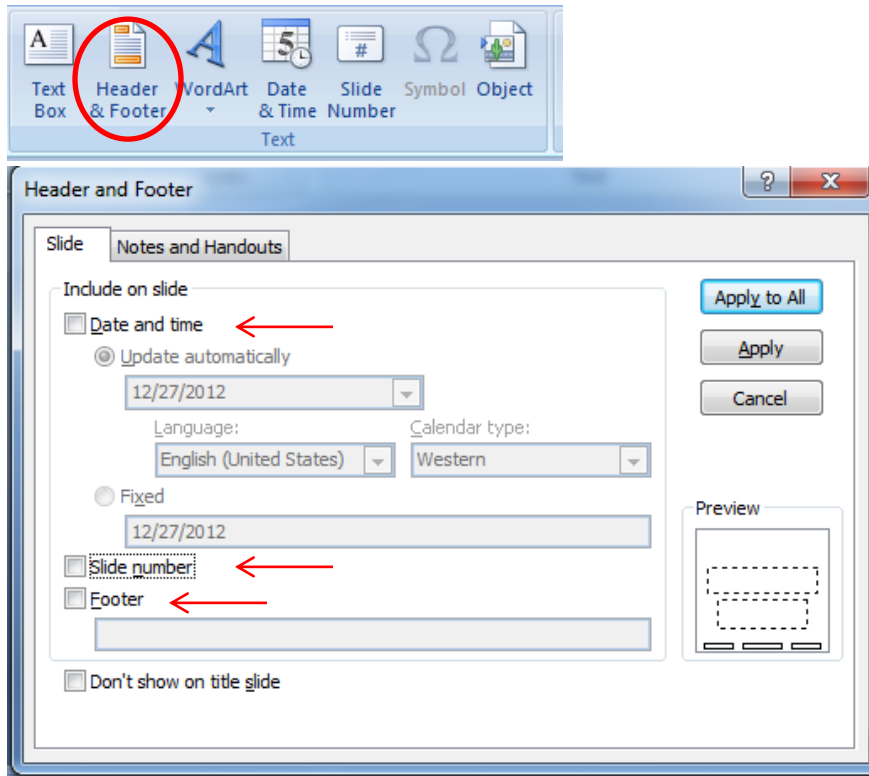 A 5 # Ω
Text Header WordArt Date Slide Symbol Object
Box & Footer & Time Number
Text
Header and Footer ? X
Slide Notes and Handouts
Include on slide
Apply to All
Date and time
Update automatically Apply
12/27/2012 Cancel
Language: Calendar type:
English (United States) Western
Fixed Preview
12/27/2012
Slide number
Footer
Don't show on title slide